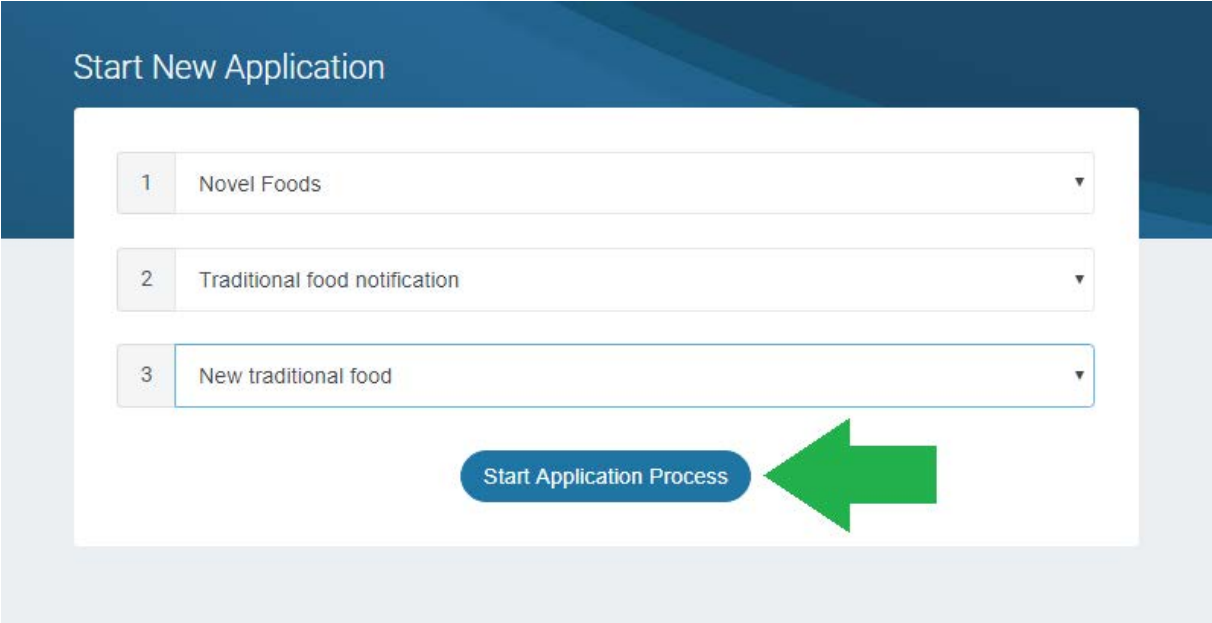 Start New Application
1 Novel Foods
2 Traditional food notification
3 New traditional food
Start Application Process